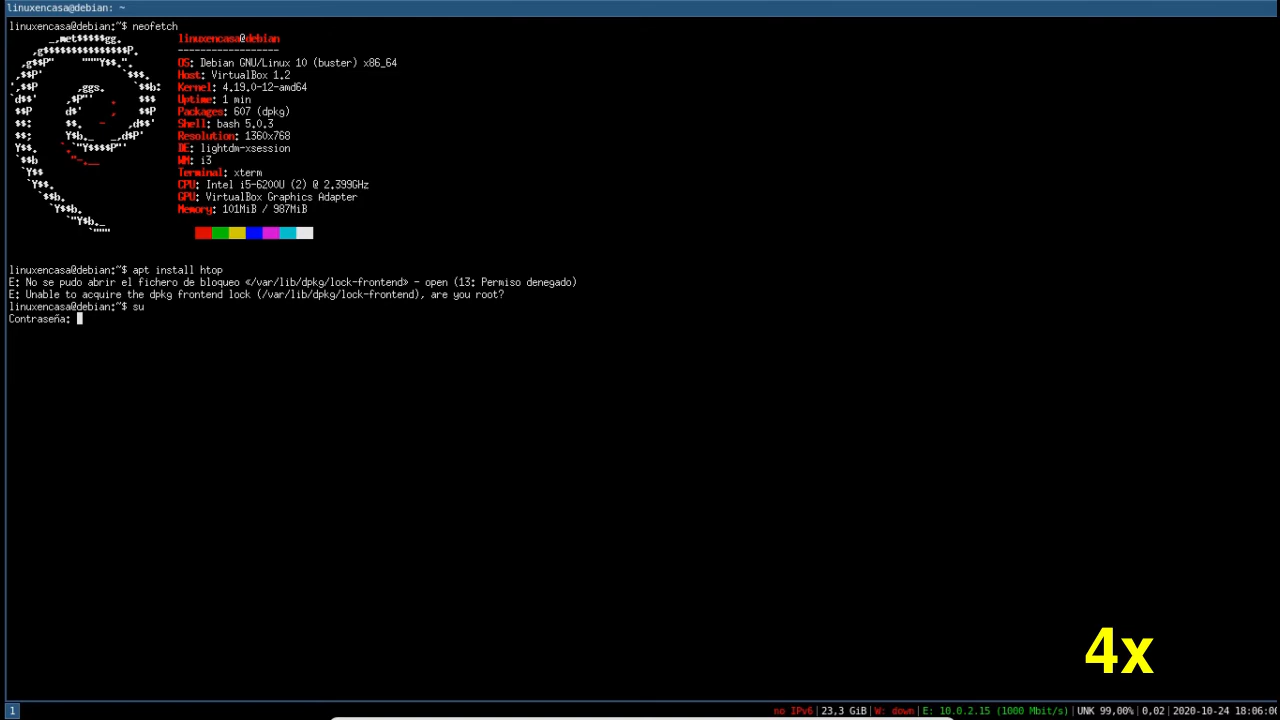 linuxencasa@debian: ~
linuxencasa@debian:~$ neofetch
linuxencasa@debian
------------------
OS: Debian GNU/Linux 10 (buster) x86_64
Host: VirtualBox 1.2
Kernel: 4.19.0-12-amd64
Uptime: 1 min
Packages: 607 (dpkg)
Shell: bash 5.0.3
Resolution: 1360x768
DE: lightdm-xsession
WM: i3
Terminal: xterm
CPU: Intel i5-6200U (2) @ 2.399GHz
GPU: VirtualBox Graphics Adapter
Memory: 101MiB / 987MiB
linuxencasa@debian:~$ apt install htop
E: No se pudo abrir el fichero de bloqueo «/var/lib/dpkg/lock-frontend» - open (13: Permiso denegado)
E: Unable to acquire the dpkg frontend lock (/var/lib/dpkg/lock-frontend), are you root?
linuxencasa@debian:~$ su
Contraseña:
4x
1
no IPv6|23,3 GiB|W: down|E: 10.0.2.15 (1000 Mbit/s)|UNK 99,00%|0,02|2020-10-24 18:06:00